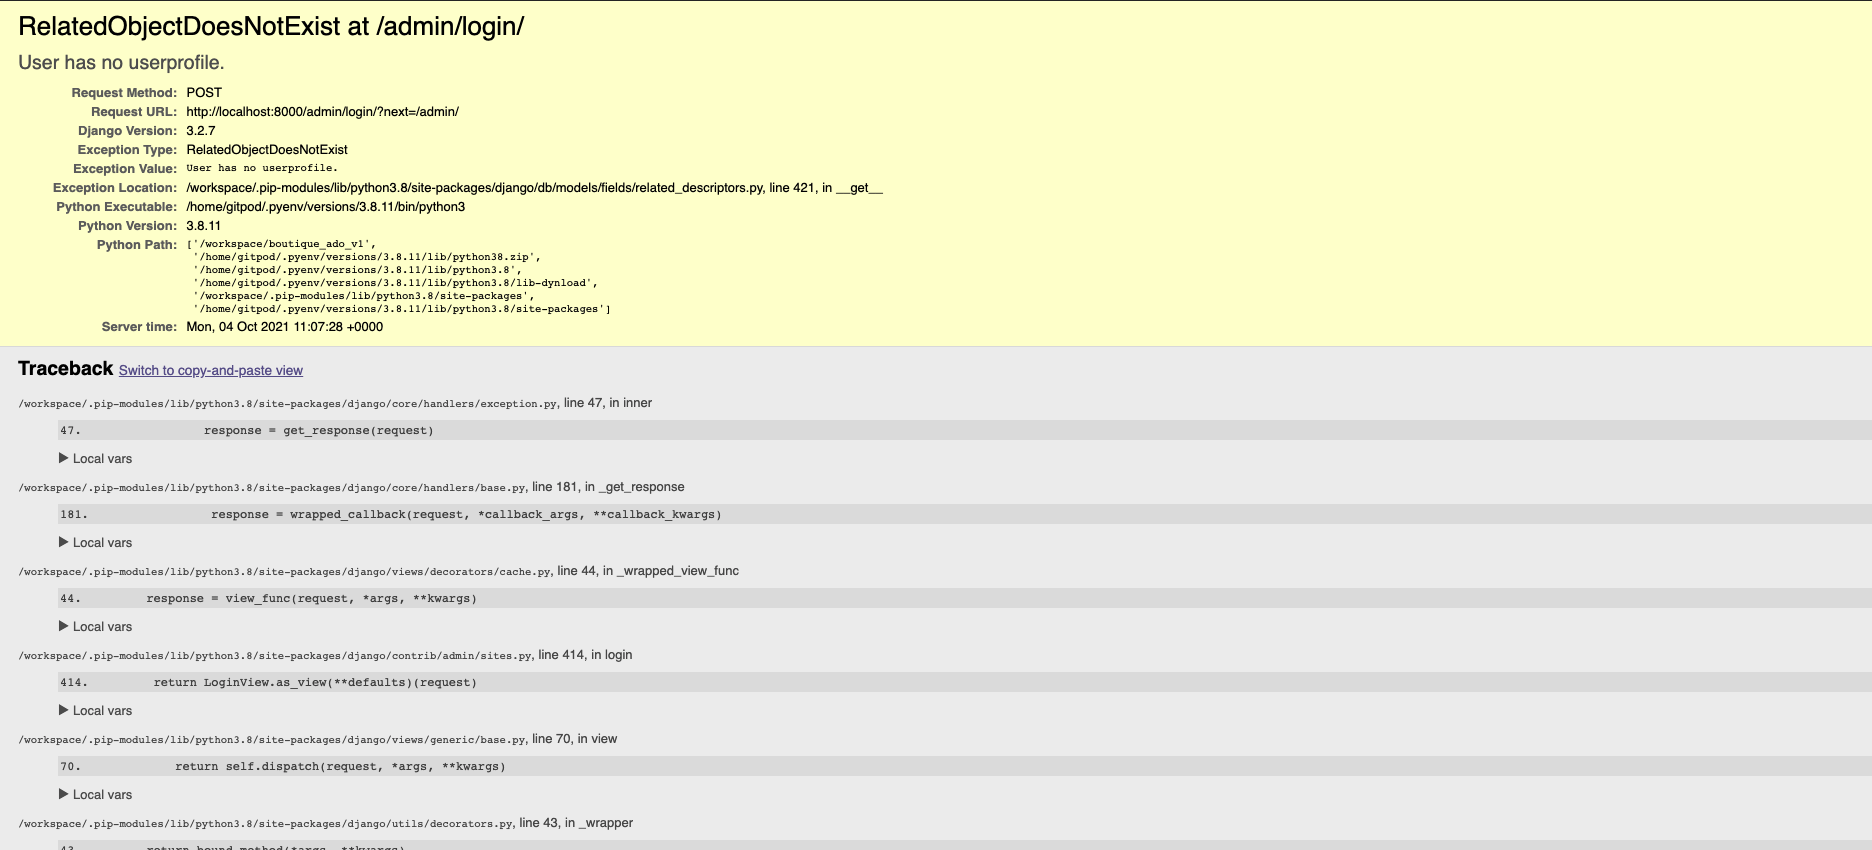 RelatedObjectDoesNotExist at /admin/login/
User has no userprofile.
Request Method: POST
Request URL: http://localhost:8000/admin/login/?next=/admin/
Django Version: 3.2.7
Exception Type: RelatedObjectDoesNotExist
Exception Value: User has no userprofile.
Exception Location: /workspace/.pip-modules/lib/python3.8/site-packages/django/db/models/fields/related_descriptors.py, line 421, in __get__
Python Executable: /home/gitpod/.pyenv/versions/3.8.11/bin/python3
Python Version: 3.8.11
Python Path: ['/workspace/boutique_ado_v1',
'/home/gitpod/.pyenv/versions/3.8.11/lib/python38.zip',
'/home/gitpod/.pyenv/versions/3.8.11/lib/python3.8',
'/home/gitpod/.pyenv/versions/3.8.11/lib/python3.8/lib-dynload',
'/workspace/.pip-modules/lib/python3.8/site-packages',
'/home/gitpod/.pyenv/versions/3.8.11/lib/python3.8/site-packages']
Server time: Mon, 04 Oct 2021 11:07:28 +0000
Traceback Switch to copy-and-paste view
/workspace/.pip-modules/lib/python3.8/site-packages/django/core/handlers/exception.py, line 47, in inner
47. response = get_response(request)
▶ Local vars
/workspace/.pip-modules/lib/python3.8/site-packages/django/core/handlers/base.py, line 181, in _get_response
181. response = wrapped_callback(request, *callback_args, **callback_kwargs)
▶ Local vars
/workspace/.pip-modules/lib/python3.8/site-packages/django/views/decorators/cache.py, line 44, in _wrapped_view_func
44. response = view_func(request, *args, **kwargs)
▶ Local vars
/workspace/.pip-modules/lib/python3.8/site-packages/django/contrib/admin/sites.py, line 414, in login
414. return LoginView.as_view(**defaults)(request)
▶ Local vars
/workspace/.pip-modules/lib/python3.8/site-packages/django/views/generic/base.py, line 70, in view
70. return self.dispatch(request, *args, **kwargs)
▶ Local vars
/workspace/.pip-modules/lib/python3.8/site-packages/django/utils/decorators.py, line 43, in _wrapper
43. return bound_method(*args, **kwargs)